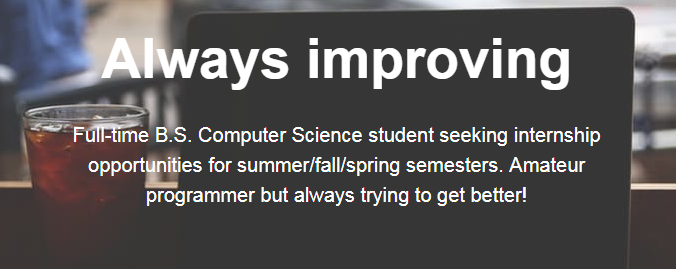 Always improving
Full-time B.S. Computer Science student seeking internship
opportunities for summer/fall/spring semesters. Amateur
programmer but always trying to get better!